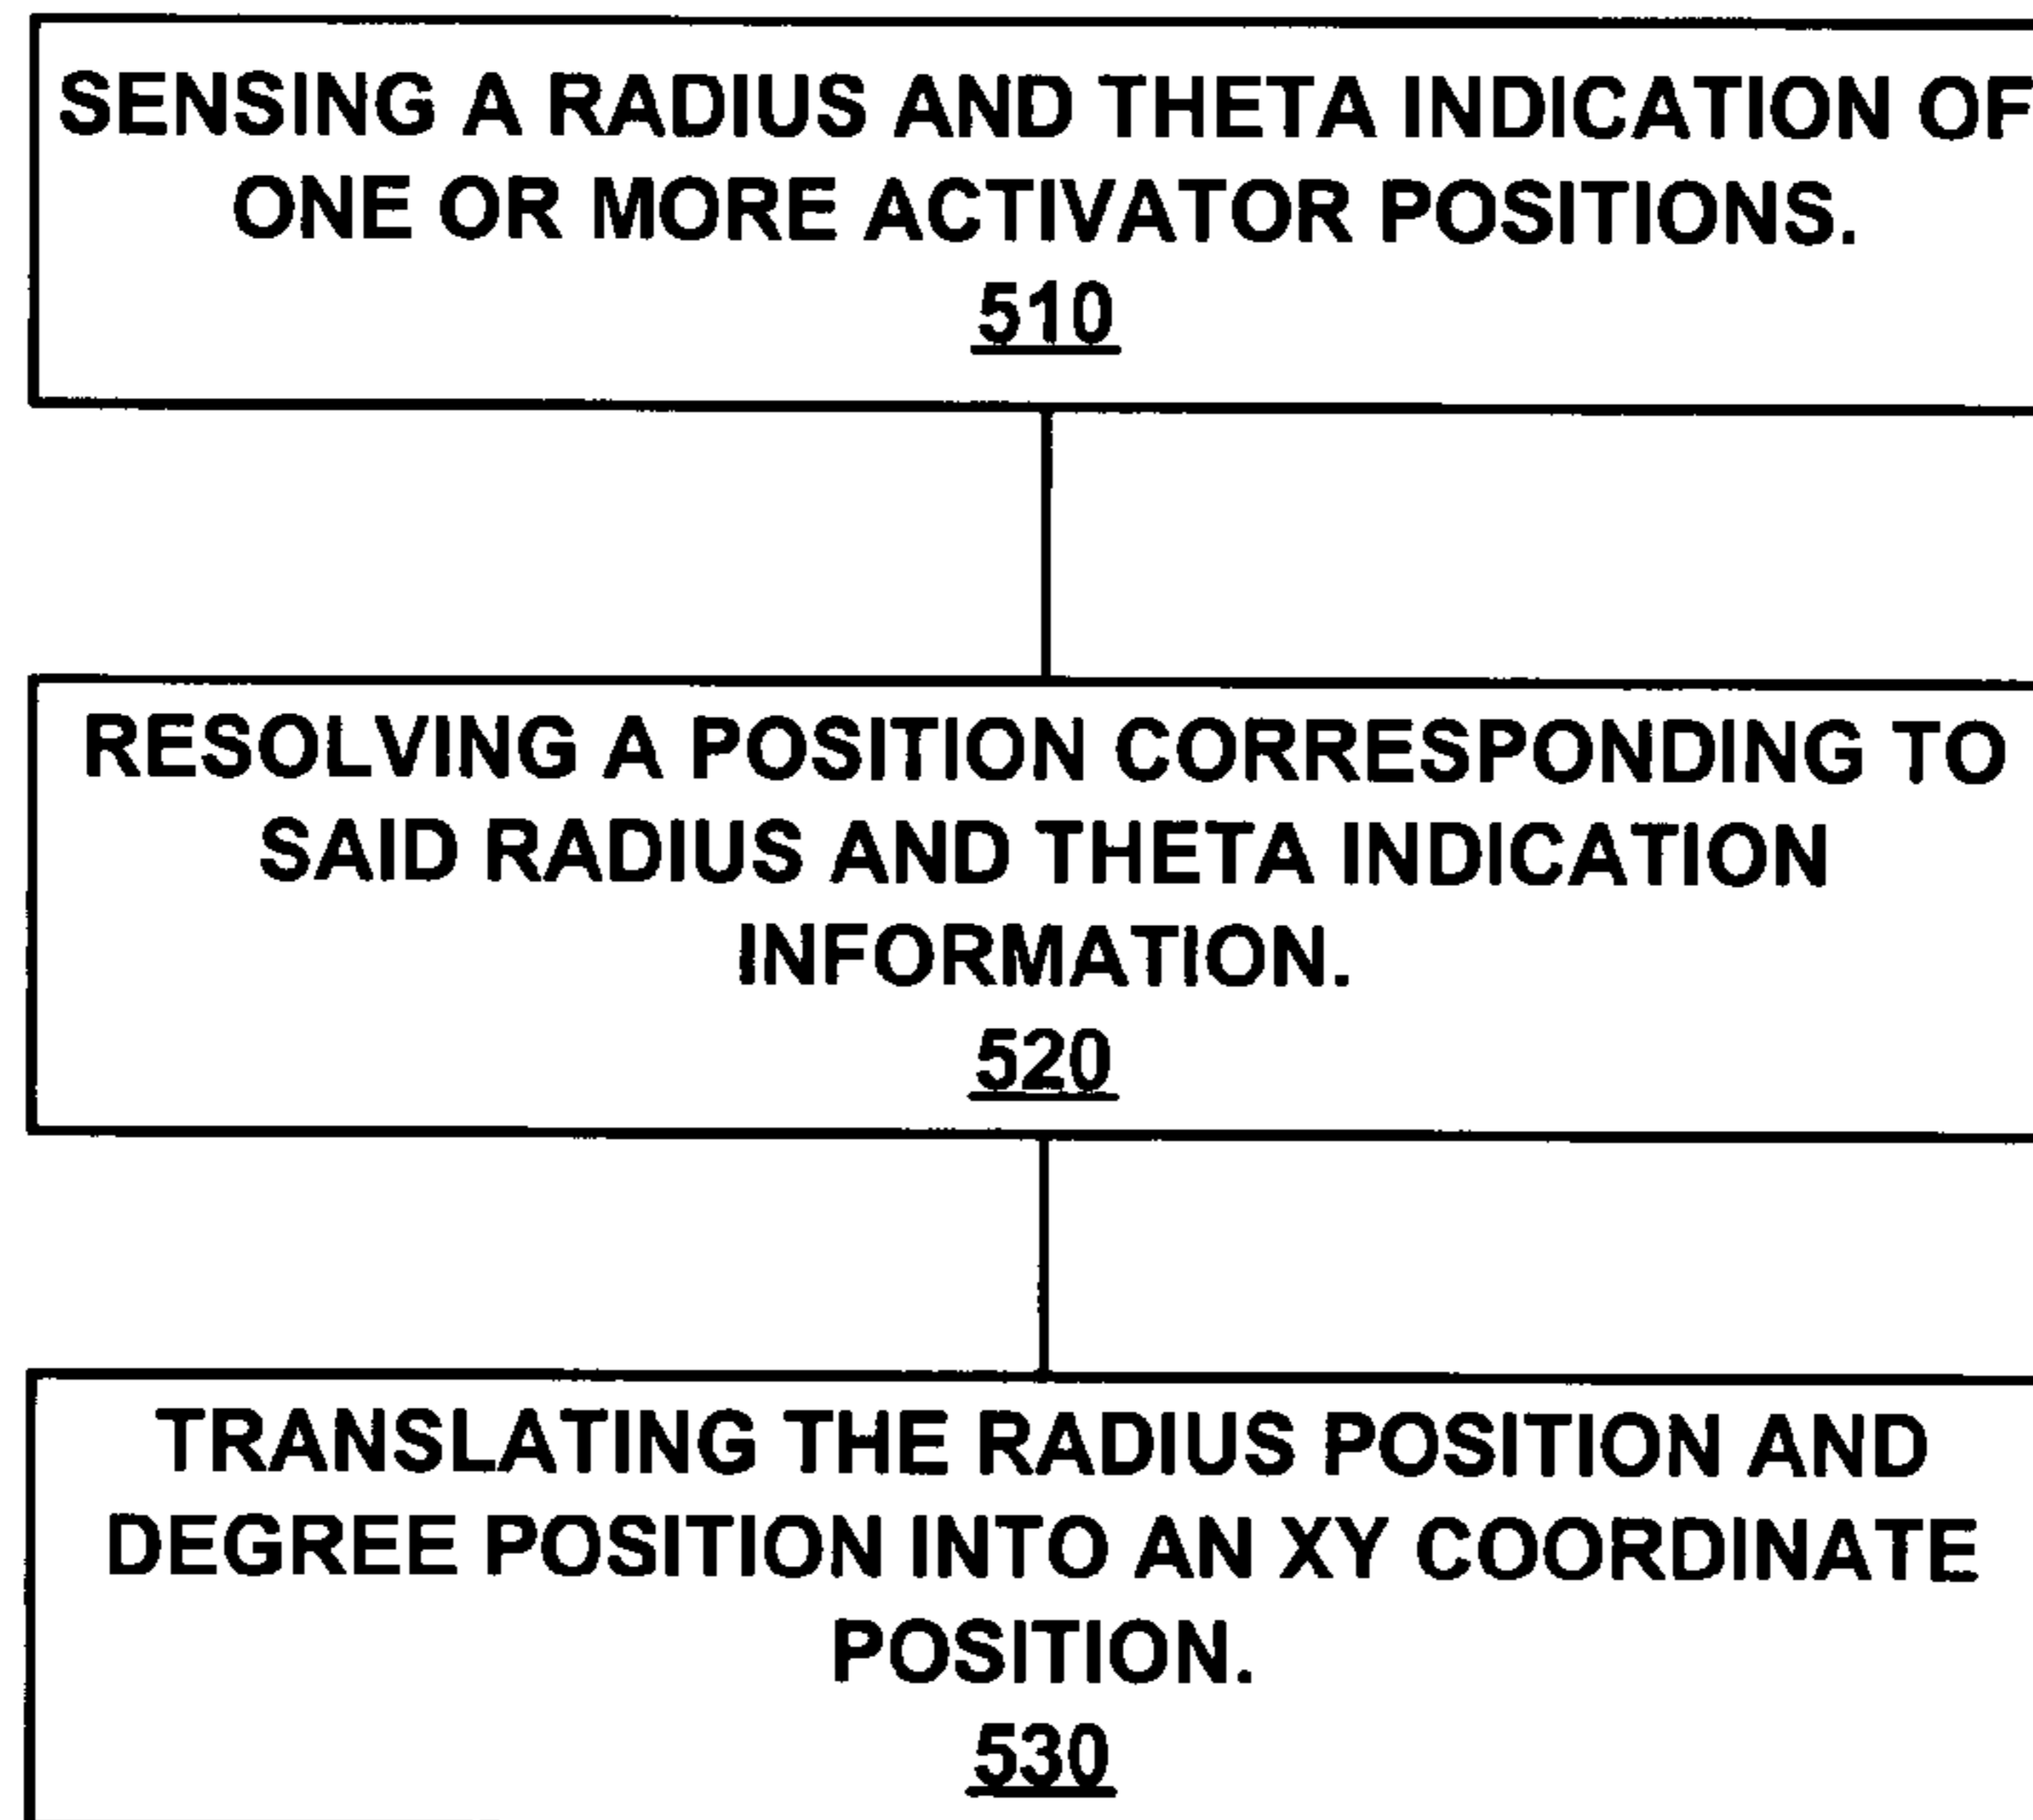 SENSING A RADIUS AND THETA INDICATION OF
ONE OR MORE ACTIVATOR POSITIONS.
510
RESOLVING A POSITION CORRESPONDING TO
SAID RADIUS AND THETA INDICATION
INFORMATION.
520
TRANSLATING THE RADIUS POSITION AND
DEGREE POSITION INTO AN XY COORDINATE
POSITION.
530